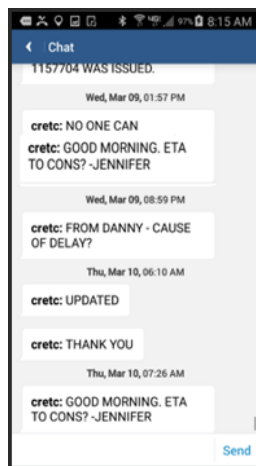 97% 8:15 AM
Chat
1157704 WAS ISSUED.
Wed, Mar 09, 01:57 PM
cretc: NO ONE CAN
cretc: GOOD MORNING. ETA
TO CONS? -JENNIFER
Wed, Mar 09, 08:59 PM
cretc: FROM DANNY - CAUSE
OF DELAY?
Thu, Mar 10, 06:10 AM
cretc: UPDATED
cretc: THANK YOU
Thu, Mar 10, 07:26 AM
cretc: GOOD MORNING. ETA
TO CONS? -JENNIFER
Send